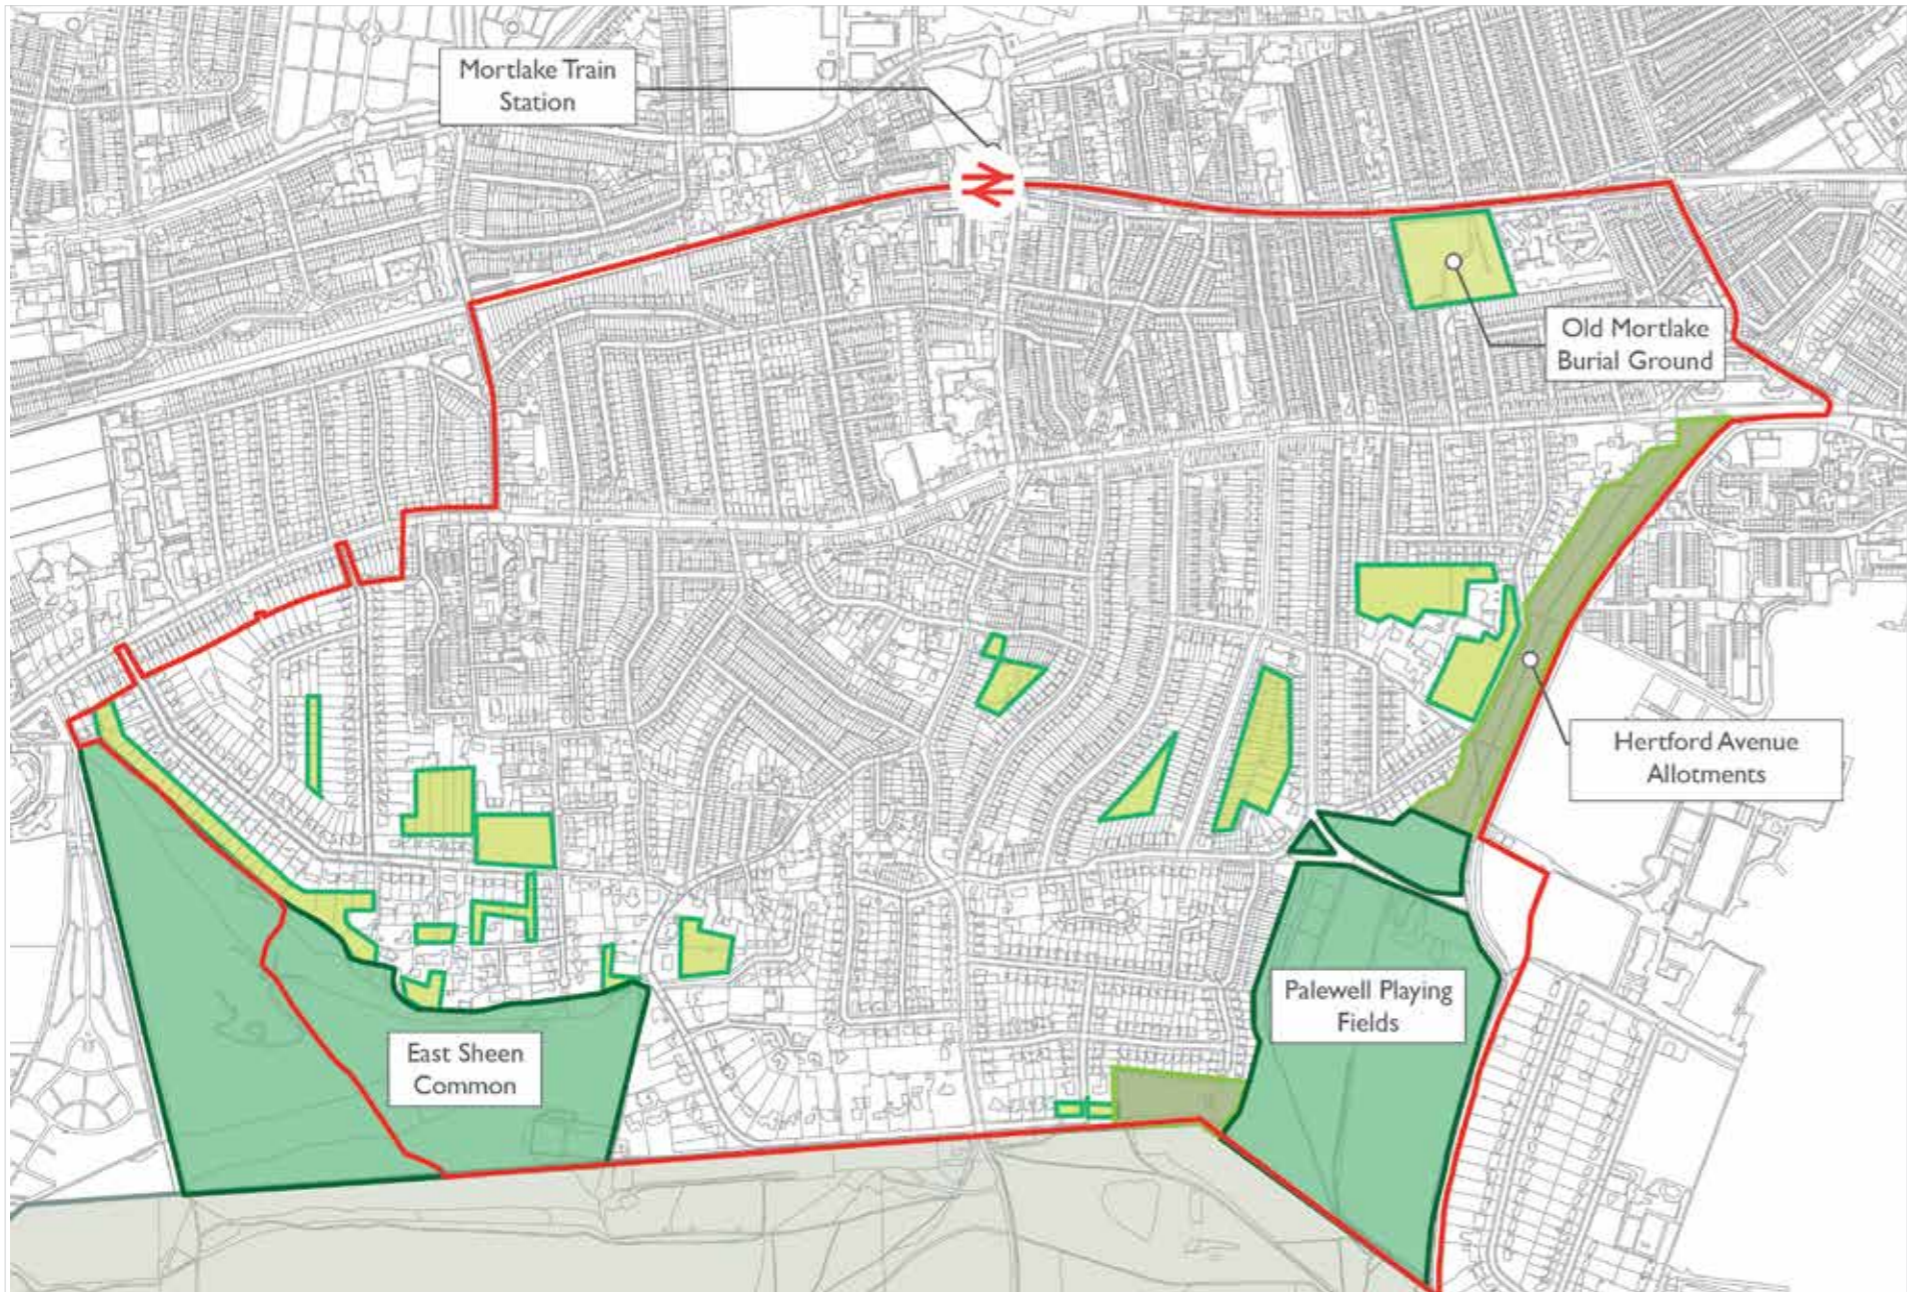 Mortlake Train
Station
Old Mortlake
Burial Ground
Hertford Avenue
Allotments
Palewell Playing
Fields
East Sheen
Common